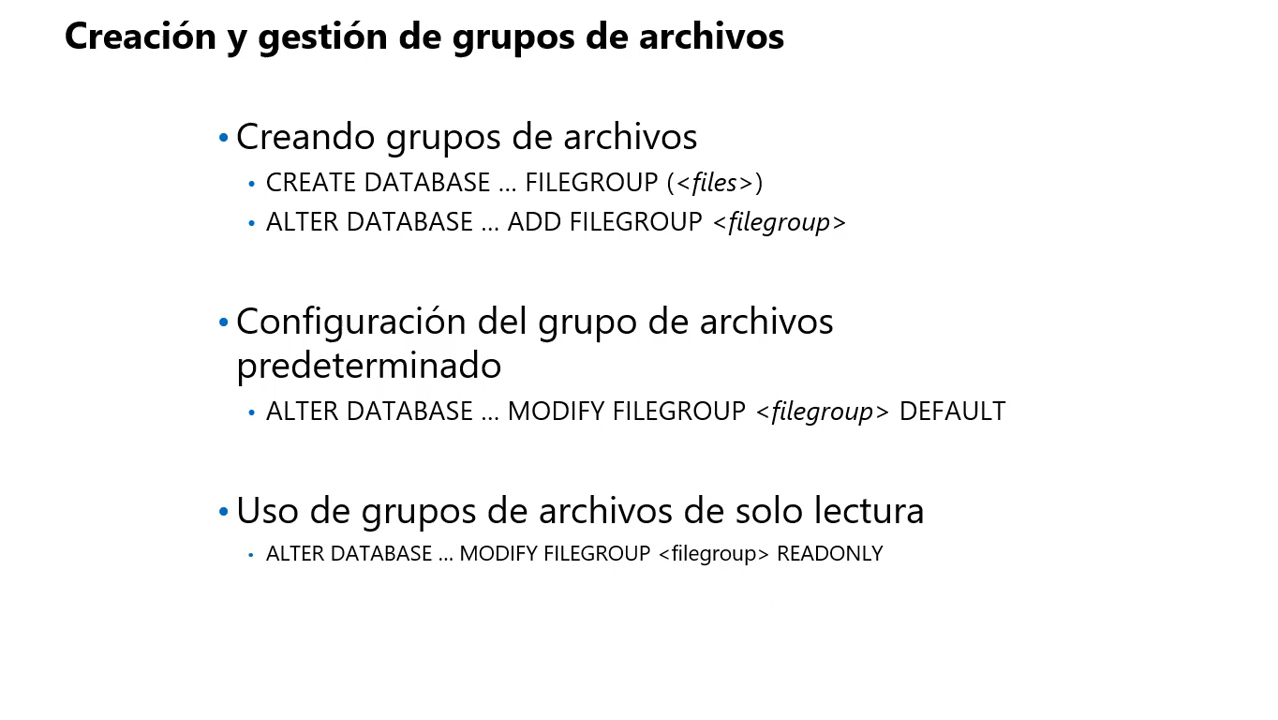 Creación y gestión de grupos de archivos
• Creando grupos de archivos
• CREATE DATABASE ... FILEGROUP (<files>)
• ALTER DATABASE ... ADD FILEGROUP <filegroup>
• Configuración del grupo de archivos
predeterminado
• ALTER DATABASE ... MODIFY FILEGROUP <filegroup> DEFAULT
• Uso de grupos de archivos de solo lectura
• ALTER DATABASE ... MODIFY FILEGROUP <filegroup> READONLY